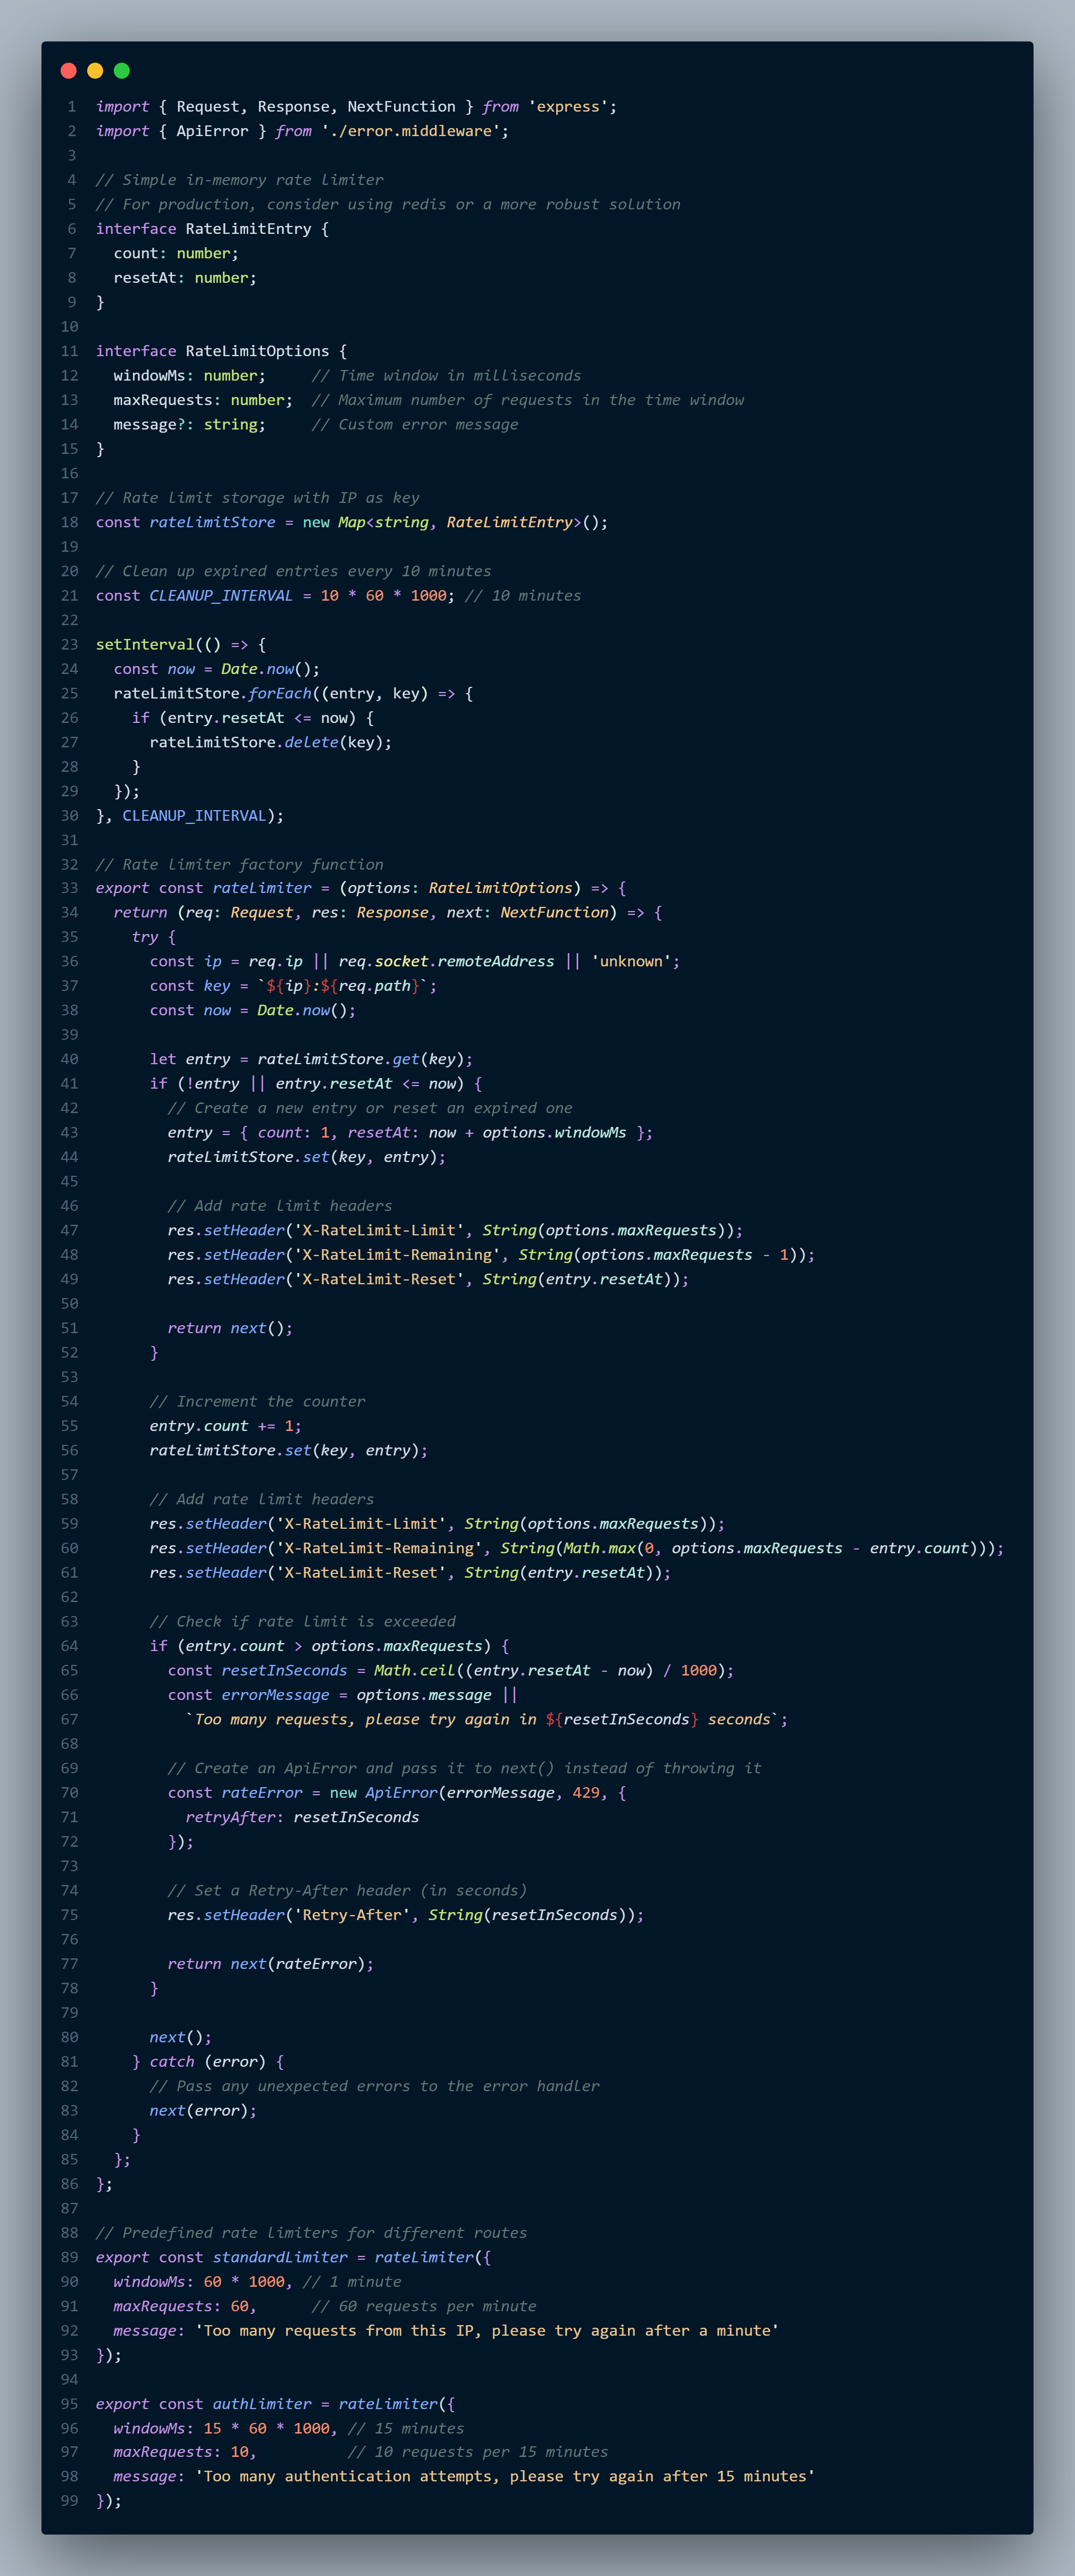 1 import { Request, Response, NextFunction } from 'express';
2 import { ApiError } from './error.middleware';
3
4 // Simple in-memory rate limiter
5 // For production, consider using redis or a more robust solution
6 interface RateLimitEntry {
7   count: number;
8   resetAt: number;
9 }
10
11 interface RateLimitOptions {
12   windowMs: number;     // Time window in milliseconds
13   maxRequests: number;  // Maximum number of requests in the time window
14   message?: string;     // Custom error message
15 }
16
17 // Rate limit storage with IP as key
18 const rateLimitStore = new Map<string, RateLimitEntry>();
19
20 // Clean up expired entries every 10 minutes
21 const CLEANUP_INTERVAL = 10 * 60 * 1000; // 10 minutes
22
23 setInterval(() => {
24   const now = Date.now();
25   rateLimitStore.forEach((entry, key) => {
26     if (entry.resetAt <= now) {
27       rateLimitStore.delete(key);
28     }
29   });
30 }, CLEANUP_INTERVAL);
31
32 // Rate limiter factory function
33 export const rateLimiter = (options: RateLimitOptions) => {
34   return (req: Request, res: Response, next: NextFunction) => {
35     try {
36       const ip = req.ip || req.socket.remoteAddress || 'unknown';
37       const key = `${ip}:${req.path}`;
38       const now = Date.now();
39
40       let entry = rateLimitStore.get(key);
41       if (!entry || entry.resetAt <= now) {
42         // Create a new entry or reset an expired one
43         entry = { count: 1, resetAt: now + options.windowMs };
44         rateLimitStore.set(key, entry);
45
46         // Add rate limit headers
47         res.setHeader('X-RateLimit-Limit', String(options.maxRequests));
48         res.setHeader('X-RateLimit-Remaining', String(options.maxRequests - 1));
49         res.setHeader('X-RateLimit-Reset', String(entry.resetAt));
50
51         return next();
52       }
53
54       // Increment the counter
55       entry.count += 1;
56       rateLimitStore.set(key, entry);
57
58       // Add rate limit headers
59       res.setHeader('X-RateLimit-Limit', String(options.maxRequests));
60       res.setHeader('X-RateLimit-Remaining', String(Math.max(0, options.maxRequests - entry.count)));
61       res.setHeader('X-RateLimit-Reset', String(entry.resetAt));
62
63       // Check if rate limit is exceeded
64       if (entry.count > options.maxRequests) {
65         const resetInSeconds = Math.ceil((entry.resetAt - now) / 1000);
66         const errorMessage = options.message ||
67           `Too many requests, please try again in ${resetInSeconds} seconds`;
68
69         // Create an ApiError and pass it to next() instead of throwing it
70         const rateError = new ApiError(errorMessage, 429, {
71           retryAfter: resetInSeconds
72         });
73
74         // Set a Retry-After header (in seconds)
75         res.setHeader('Retry-After', String(resetInSeconds));
76
77         return next(rateError);
78       }
79
80       next();
81     } catch (error) {
82       // Pass any unexpected errors to the error handler
83       next(error);
84     }
85   };
86 };
87
88 // Predefined rate limiters for different routes
89 export const standardLimiter = rateLimiter({
90   windowMs: 60 * 1000, // 1 minute
91   maxRequests: 60,      // 60 requests per minute
92   message: 'Too many requests from this IP, please try again after a minute'
93 });
94
95 export const authLimiter = rateLimiter({
96   windowMs: 15 * 60 * 1000, // 15 minutes
97   maxRequests: 10,          // 10 requests per 15 minutes
98   message: 'Too many authentication attempts, please try again after 15 minutes'
99 });